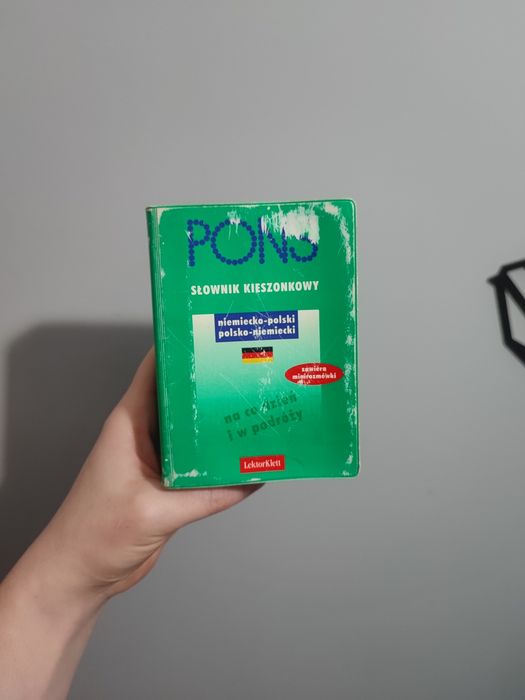 PONS
SŁOWNIK KIESZONKOWY
niemiecko-polski
polsko-niemiecki
zawiera
minirozmówki
na co dzień
i w podróży
LektorKlett